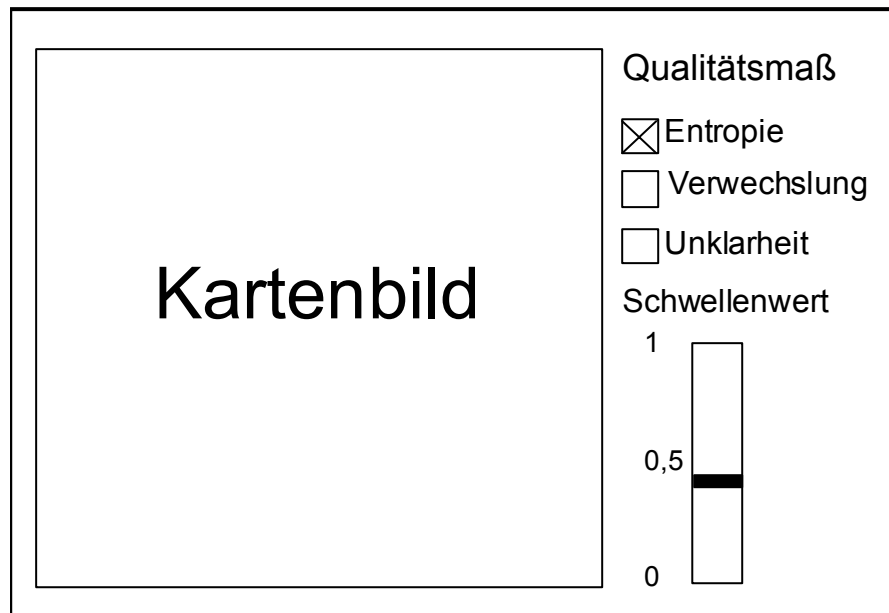 Kartenbild
Qualitätsmaß
Entropie
Verwechslung
Unklarheit
Schwellenwert
1
0,5
0